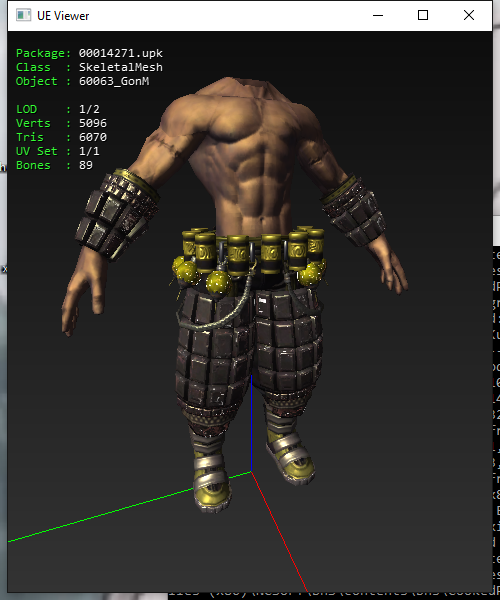 UE Viewer
Package: 00014271.upk
Class : SkeletalMesh
Object : 60063_GonM
LOD : 1/2
Verts : 5096
Tris : 6070
UV Set : 1/1
Bones : 89